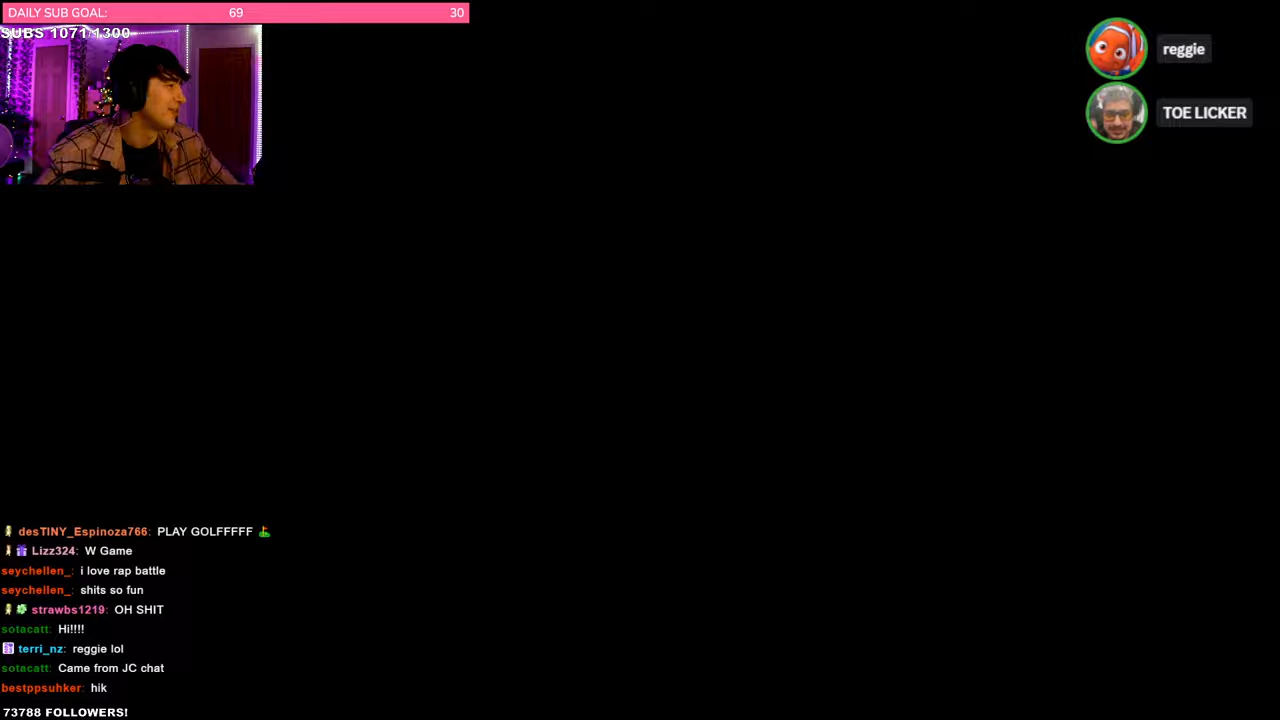 DAILY SUB GOAL: 69 30
SUBS 1071/1300
reggie
TOE LICKER
desTINY_Espinoza766: PLAY GOLFFFFF ⛳
Lizz324: W Game
seychellen_: i love rap battle
seychellen_: shits so fun
strawbs1219: OH SHIT
sotacatt: Hi!!!!
terri_nz: reggie lol
sotacatt: Came from JC chat
bestppsuhker: hik
73788 FOLLOWERS!